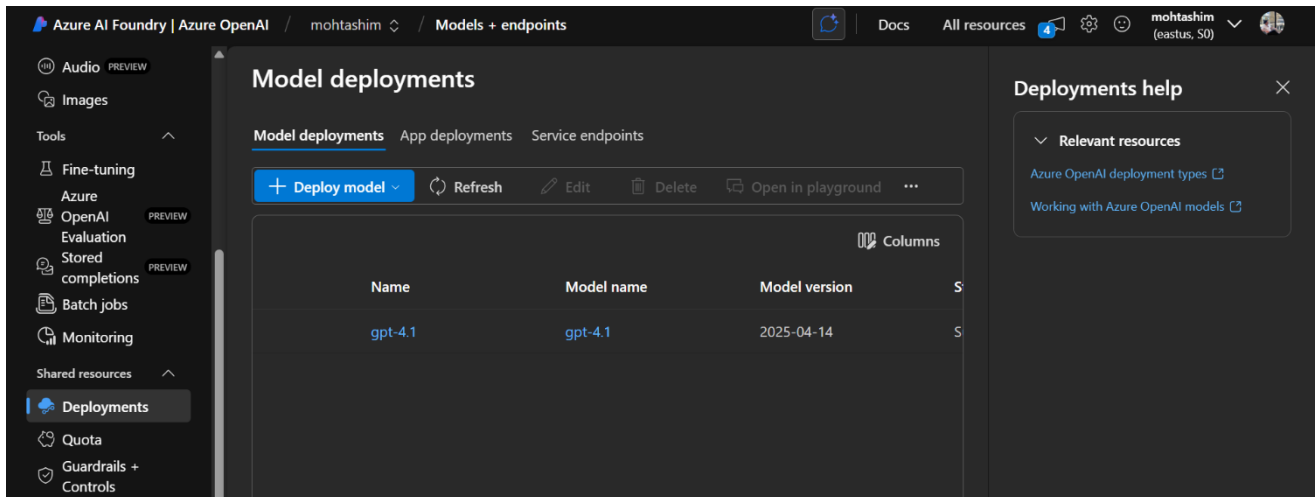 Azure AI Foundry | Azure OpenAI / mohtashim / Models + endpoints
Docs
All resources
4
mohtashim
(eastus, S0)
Audio PREVIEW
Images
Tools
Fine-tuning
Azure
OpenAI PREVIEW
Evaluation
Stored
completions PREVIEW
Batch jobs
Monitoring
Shared resources
Deployments
Quota
Guardrails +
Controls
Model deployments
Model deployments App deployments Service endpoints
Deploy model Refresh Edit Delete Open in playground ...
Columns
Name Model name Model version S
gpt-4.1 gpt-4.1 2025-04-14 S
Deployments help
Relevant resources
Azure OpenAI deployment types
Working with Azure OpenAI models